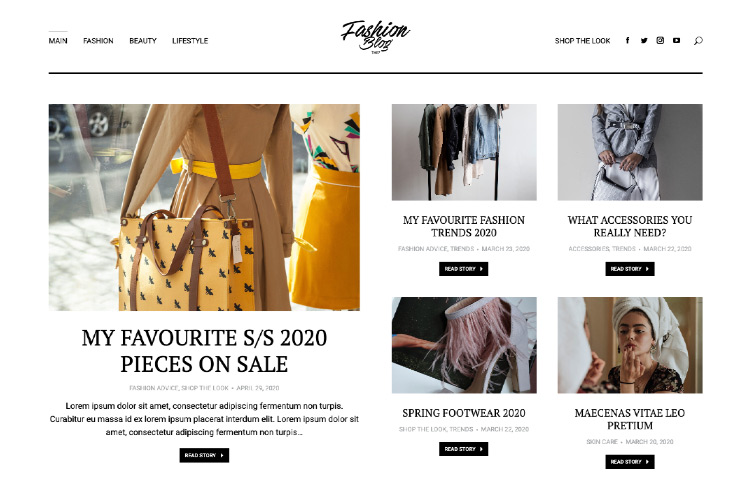 MAIN FASHION BEAUTY LIFESTYLE
Fashion
Blog
SHOP THE LOOK
MY FAVOURITE S/S 2020
PIECES ON SALE
FASHION ADVICE, SHOP THE LOOK • APRIL 29, 2020
Lorem ipsum dolor sit amet, consectetur adipiscing fermentum non turpis.
Curabitur eu massa id ex lorem ipsum placerat interdum elit. Lorem ipsum dolor sit
amet, consectetur adipiscing fermentum non turpis…
READ STORY
MY FAVOURITE FASHION
TRENDS 2020
FASHION ADVICE, TRENDS • MARCH 23, 2020
READ STORY
WHAT ACCESSORIES YOU
REALLY NEED?
ACCESSORIES, TRENDS • MARCH 22, 2020
READ STORY
SPRING FOOTWEAR 2020
SHOP THE LOOK, TRENDS • MARCH 22, 2020
READ STORY
MAECENAS VITAE LEO
PRETIUM
SKIN CARE • MARCH 20, 2020
READ STORY